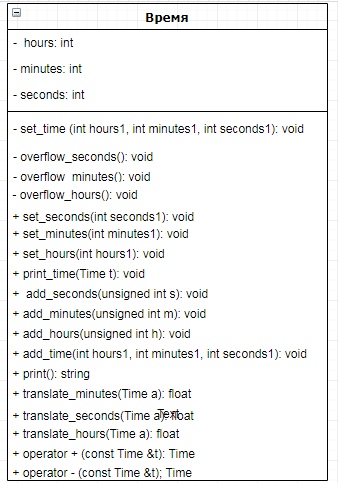 Время
- hours: int
- minutes: int
- seconds: int
- set_time (int hours1, int minutes1, int seconds1): void
- overflow_seconds(): void
- overflow minutes(): void
- overflow_hours(): void
+ set_seconds(int seconds1): void
+ set_minutes(int minutes1): void
+ set_hours(int hours1): void
+ print_time(Time t): void
+ add_seconds(unsigned int s): void
+ add_minutes(unsigned int m): void
+ add_hours(unsigned int h): void
+ add_time(int hours1, int minutes1, int seconds1): void
+ print(): string
+ translate_minutes(Time a): float
+ translate_seconds(Time a): float
Text
+ translate_hours(Time a): float
+ operator + (const Time &t): Time
+ operator - (const Time &t); Time